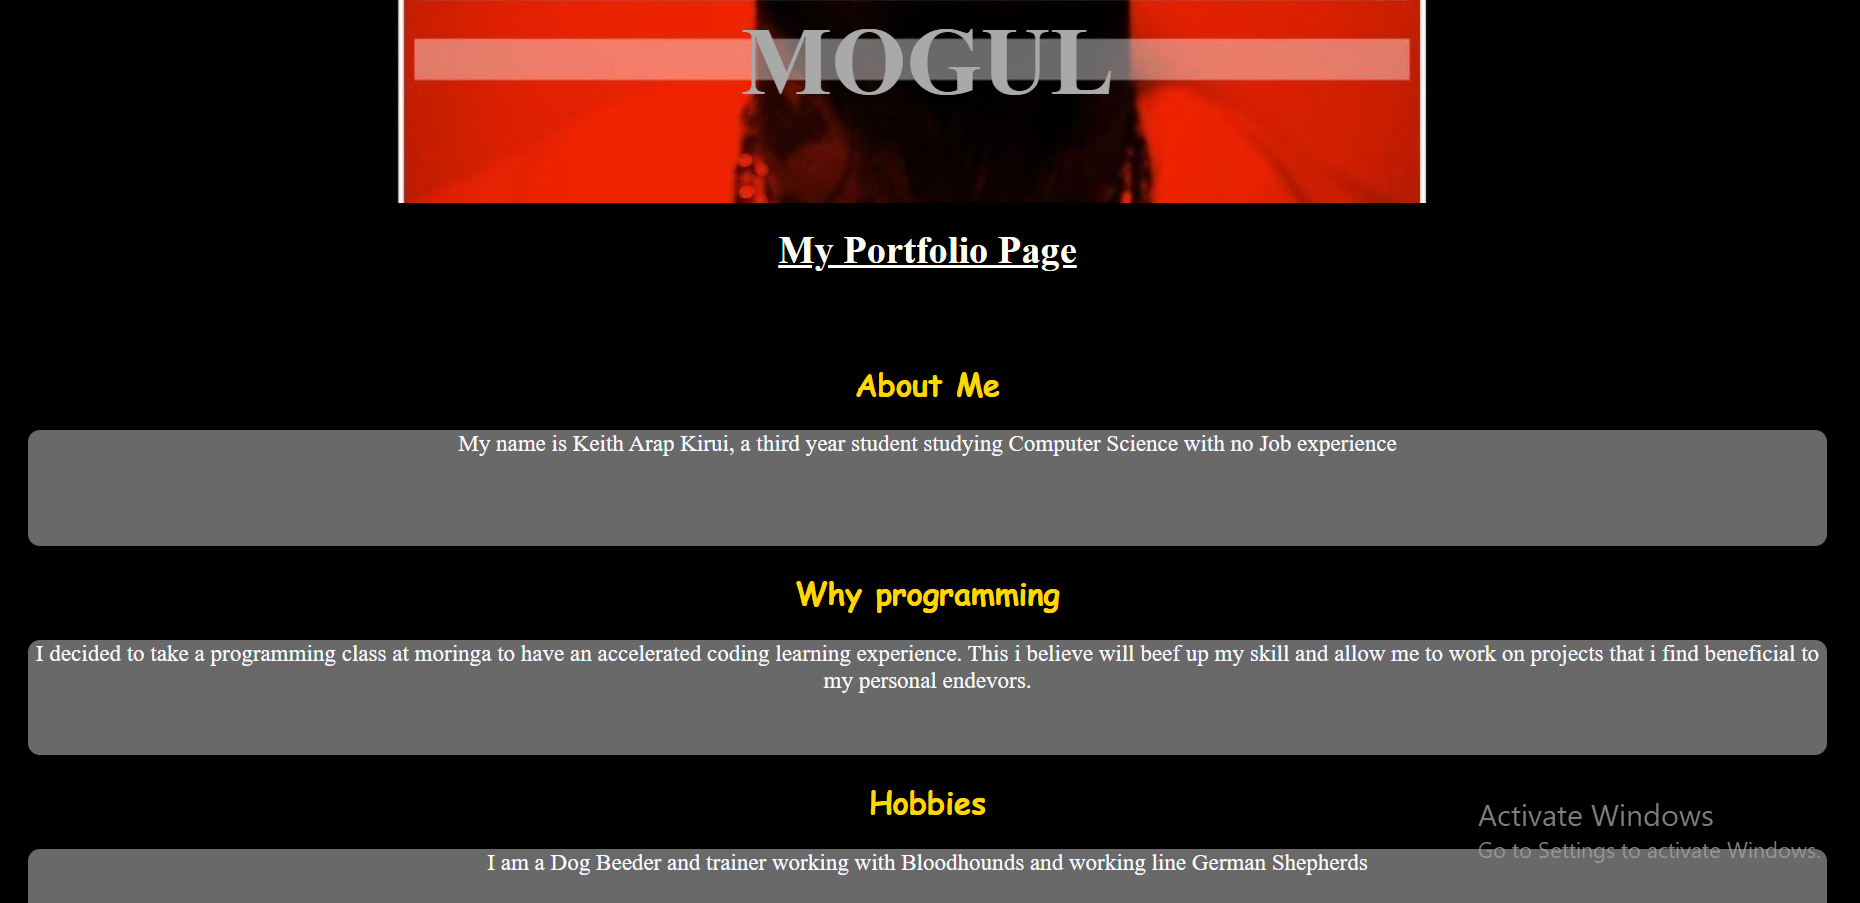 MOGUL
My Portfolio Page
About Me
My name is Keith Arap Kirui, a third year student studying Computer Science with no Job experience
Why programming
I decided to take a programming class at moringa to have an accelerated coding learning experience. This i believe will beef up my skill and allow me to work on projects that i find beneficial to
my personal endevors.
Hobbies
I am a Dog Beeder and trainer working with Bloodhounds and working line German Shepherds
Activate Windows
Go to Settings to activate Windows.